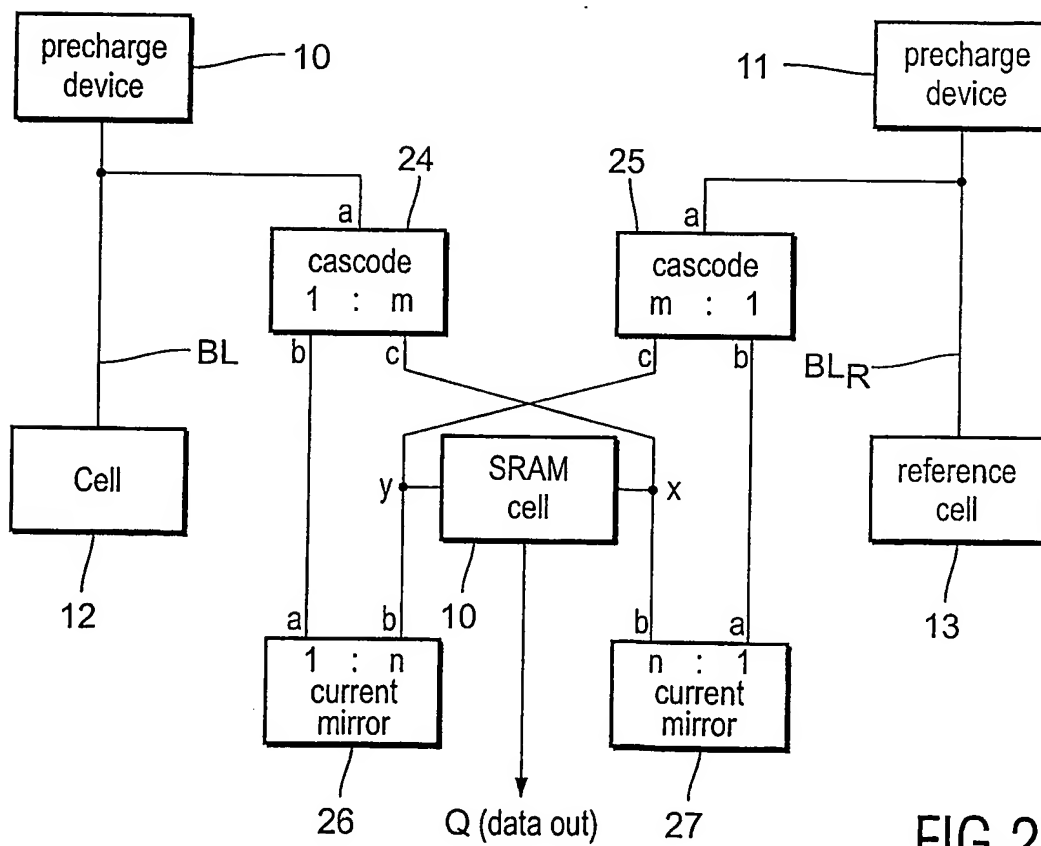 precharge
device
10
11
precharge
device
24
25
a
a
cascode
1 : m
cascode
m : 1
BL
b
c
c
b
BLR
Cell
y
SRAM
cell
x
reference
cell
12
10
13
a
b
b
a
1 : n
current
mirror
n : 1
current
mirror
26
Q (data out)
27
FIG.2